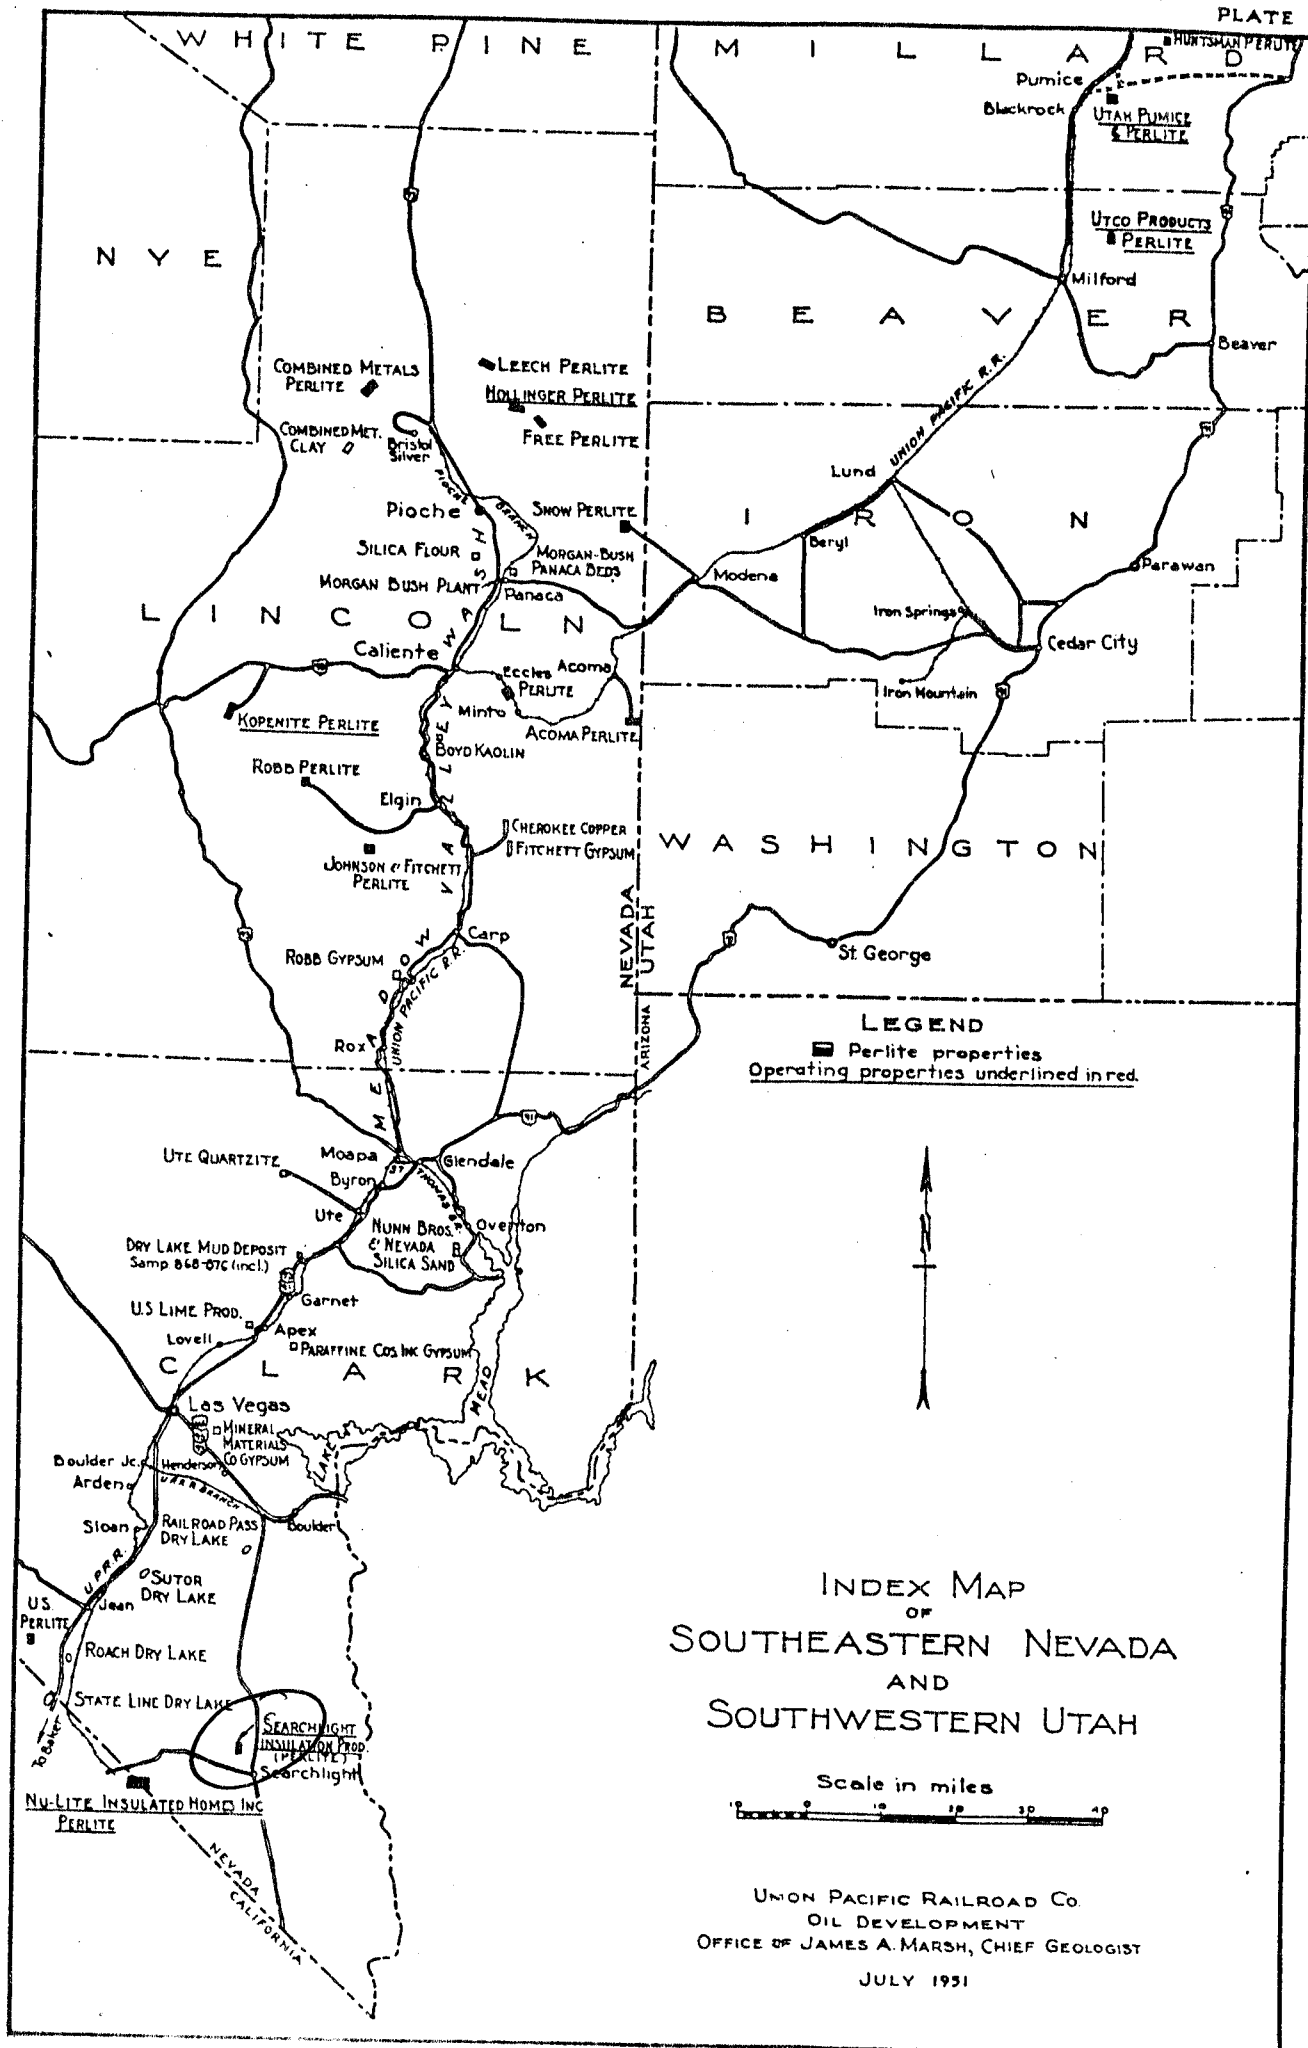 PLATE
WHITE PINE
MILLARD
HUNTSMAN PERLITE
Pumice
Blackrock
UTAH PUMICE
& PERLITE
NYE
UTCO PRODUCTS
PERLITE
Milford
BEAVER
Beaver
COMBINED METALS
PERLITE
LEECH PERLITE
HOLLINGER PERLITE
FREE PERLITE
COMBINED MET.
CLAY
Bristol
Silver
UNION PACIFIC R.R.
Lund
PIOCHE BRANCH
Pioche
SNOW PERLITE
IRON
Beryl
SILICA FLOUR
MORGAN-BUSH
PANACA BEDS
MORGAN BUSH PLANT
Panaca
Modena
Parawan
LINCOLN
Iron Springs
Caliente
Eccles
PERLITE
Acoma
Cedar City
Minto
Iron Mountain
KOPENITE PERLITE
ACOMA PERLITE
BOYD KAOLIN
ROBB PERLITE
Elgin
CHEROKEE COPPER
FITCHETT GYPSUM
WASHINGTON
JOHNSON & FITCHETT
PERLITE
MEADOW VALLEY WASH
Carp
NEVADA
UTAH
St. George
ROBB GYPSUM
UNION PACIFIC R.R.
Rox
ARIZONA
LEGEND
Perlite properties
Operating properties underlined in red.
93
91
UTE QUARTZITE
Moapa
Glendale
Byron
ST THOMAS BR.
Ute
NUNN BROS.
& NEVADA
SILICA SAND
Overton
N
DRY LAKE MUD DEPOSIT
Samp. 868-876 (incl.)
Garnet
U.S LIME PROD.
Apex
Lovell
PARAFFINE COS. INC GYPSUM
CLARK
LAKE MEAD
Las Vegas
MINERAL
MATERIALS
CO GYPSUM
Boulder Jc.
Henderson
Arden
U.P.R.R BRANCH
Sloan
RAILROAD PASS
DRY LAKE
Boulder
U.P.R.R.
SUTOR
DRY LAKE
Jean
U.S.
PERLITE
ROACH DRY LAKE
STATE LINE DRY LAKE
To Baker
SEARCHLIGHT
INSULATION PROD.
(PERLITE)
Searchlight
NU-LITE INSULATED HOMES INC
PERLITE
NEVADA
CALIFORNIA
INDEX MAP
OF
SOUTHEASTERN NEVADA
AND
SOUTHWESTERN UTAH
Scale in miles
10 0 10 20 30 40
UNION PACIFIC RAILROAD CO.
OIL DEVELOPMENT
OFFICE OF JAMES A. MARSH, CHIEF GEOLOGIST
JULY 1951